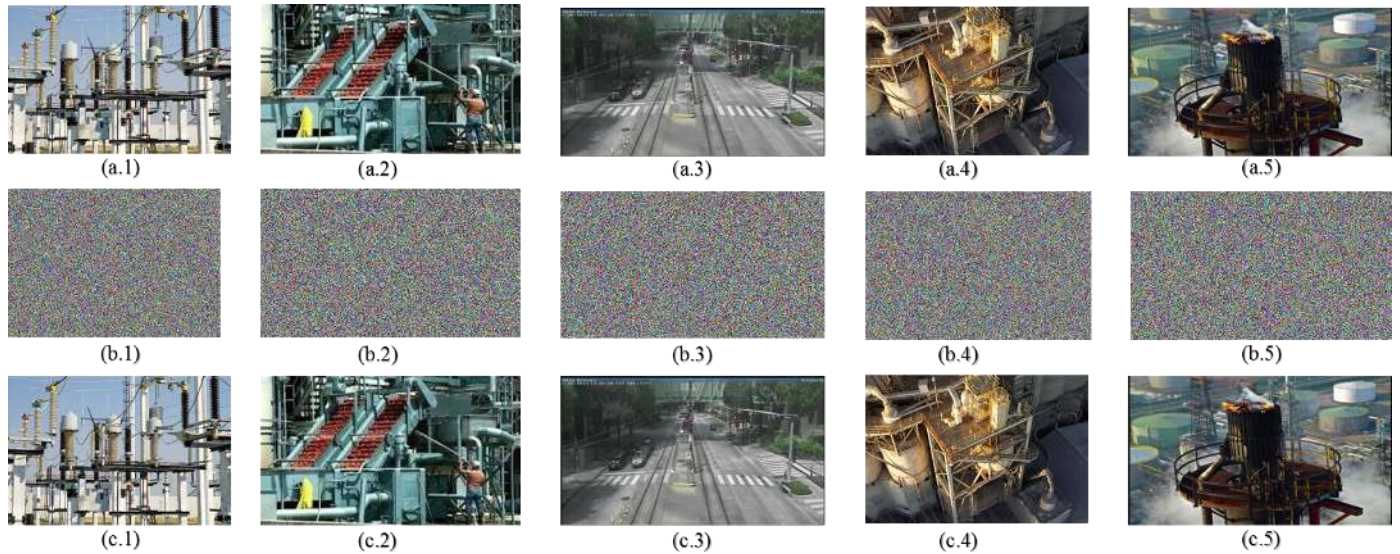 (a.1) (a.2) (a.3) (a.4) (a.5)
(b.1) (b.2) (b.3) (b.4) (b.5)
(c.1) (c.2) (c.3) (c.4) (c.5)